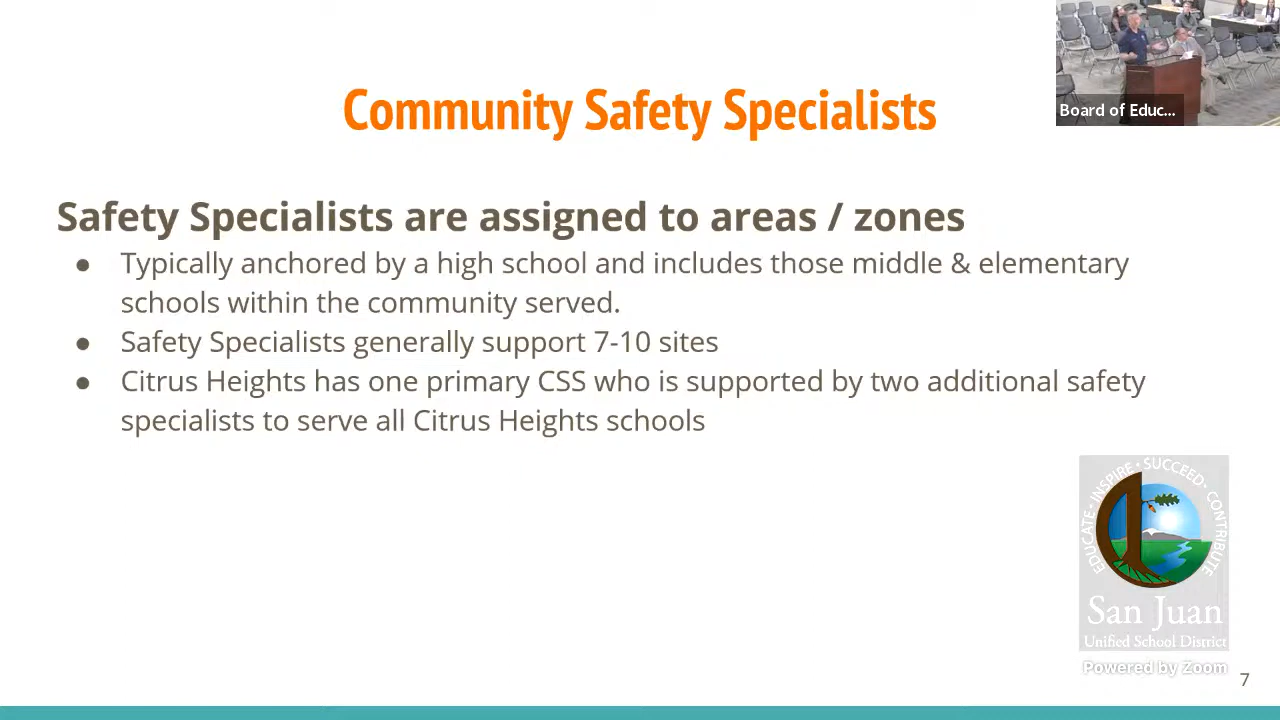 Board of Educ...
Community Safety Specialists
Safety Specialists are assigned to areas / zones
● Typically anchored by a high school and includes those middle & elementary
schools within the community served.
● Safety Specialists generally support 7-10 sites
● Citrus Heights has one primary CSS who is supported by two additional safety
specialists to serve all Citrus Heights schools
EDUCATE • INSPIRE • SUCCEED • CONTRIBUTE
San Juan
Unified School District
Powered by Zoom
7